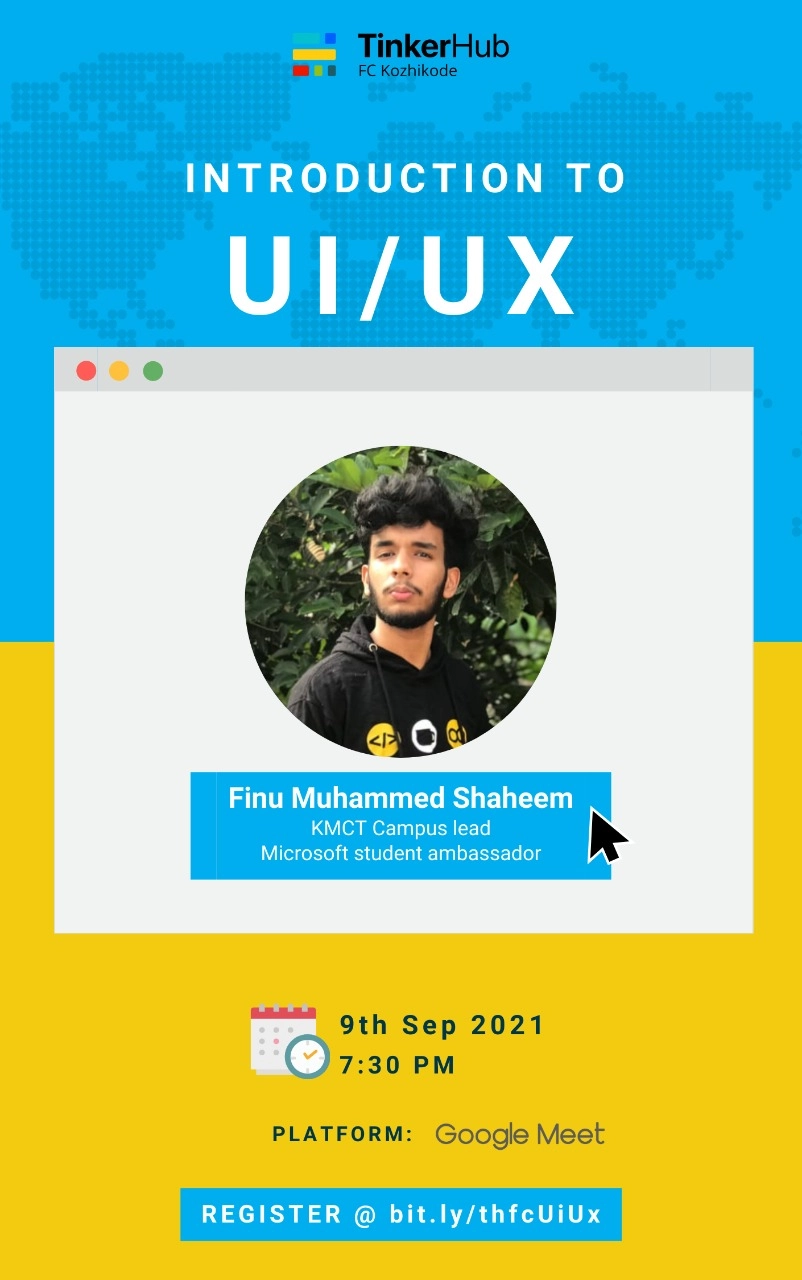 TinkerHub
FC Kozhikode
INTRODUCTION TO
UI/UX
</>
Finu Muhammed Shaheem
KMCT Campus lead
Microsoft student ambassador
9th Sep 2021
7:30 PM
PLATFORM: Google Meet
REGISTER @ bit.ly/thfcUiUx